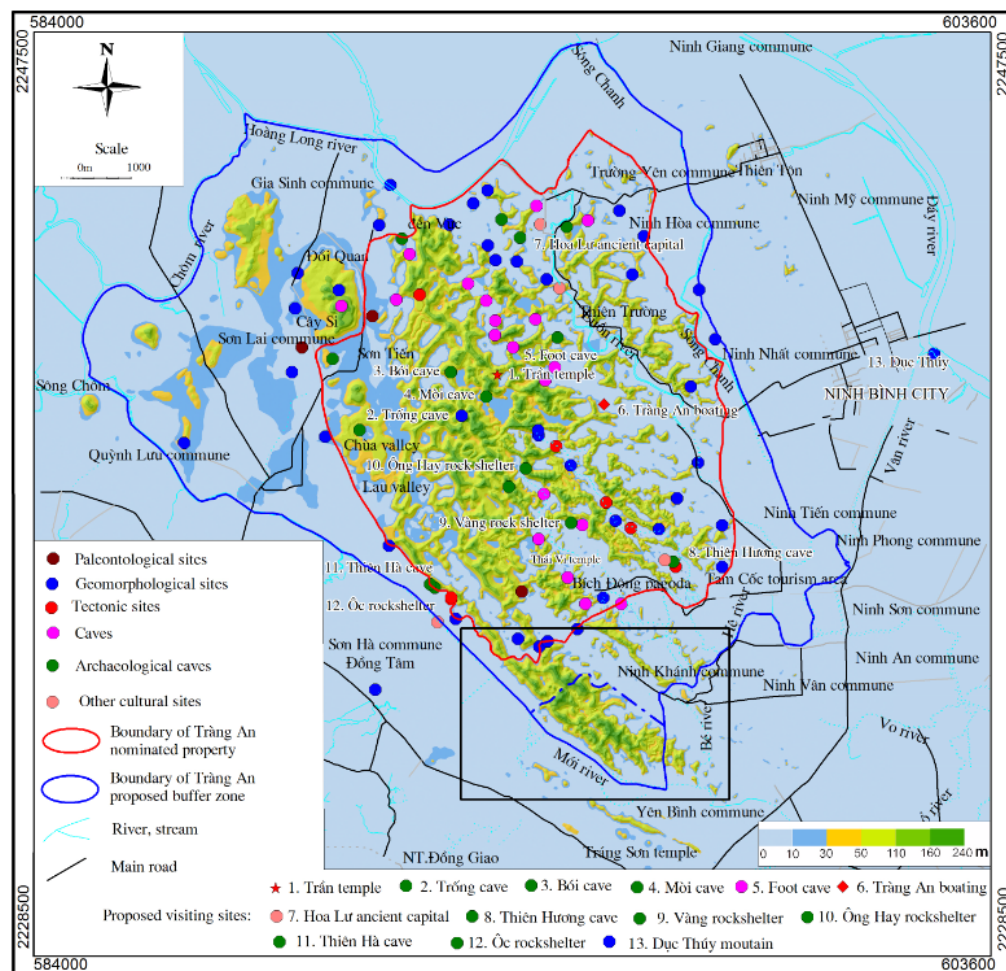 584000
603600
2247500
2247500
N
Scale
0m 1000
Ninh Giang commune
Sông Chanh
Hoàng Long river
Gia Sinh commune
Trường Yên commune
Thiên Tôn
Ninh Mỹ commune
Đáy river
Ninh Hòa commune
đền Vực
7. Hoa Lư ancient capital
Chôm river
Đồi Quan
Thiên Trường
Cây Si
Sơn Lai commune
Sơn Tiến
5. Foot cave
Sông Chanh
Ninh Nhất commune
13. Dục Thúy
3. Bói cave
1. Trần temple
Sông Chôm
4. Mòi cave
NINH BÌNH CITY
2. Trống cave
6. Tràng An boating
Chùa valley
Vân river
Quỳnh Lưu commune
10. Ông Hay rock shelter
Lau valley
9. Vàng rock shelter
Ninh Tiến commune
Ninh Phong commune
8. Thiên Hương cave
Thái Vi temple
11. Thiên Hà cave
Bích Động pagoda
Tam Cốc tourism area
12. Ốc rockshelter
Hệ river
Ninh Sơn commune
Sơn Hà commune
Đồng Tâm
Ninh Khánh commune
Ninh An commune
Ninh Vân commune
Bé river
Vo river
Mới river
Yên Bình commune
Tráng Sơn temple
NT.Đồng Giao
Palcontological sites
Geomorphological sites
Tectonic sites
Caves
Archacological caves
Other cultural sites
Boundary of Tràng An
nominated property
Boundary of Tràng An
proposed buffer zone
River, stream
Main road
0 10 30 50 110 160 240 m
1. Trần temple 2. Trống cave 3. Bói cave 4. Mòi cave 5. Foot cave 6. Tràng An boating
Proposed visiting sites: 7. Hoa Lư ancient capital 8. Thiên Hương cave 9. Vàng rockshelter 10. Ông Hay rockshelter
11. Thiên Hà cave 12. Ốc rockshelter 13. Dục Thúy moutain
2228500
2228500
584000
603600